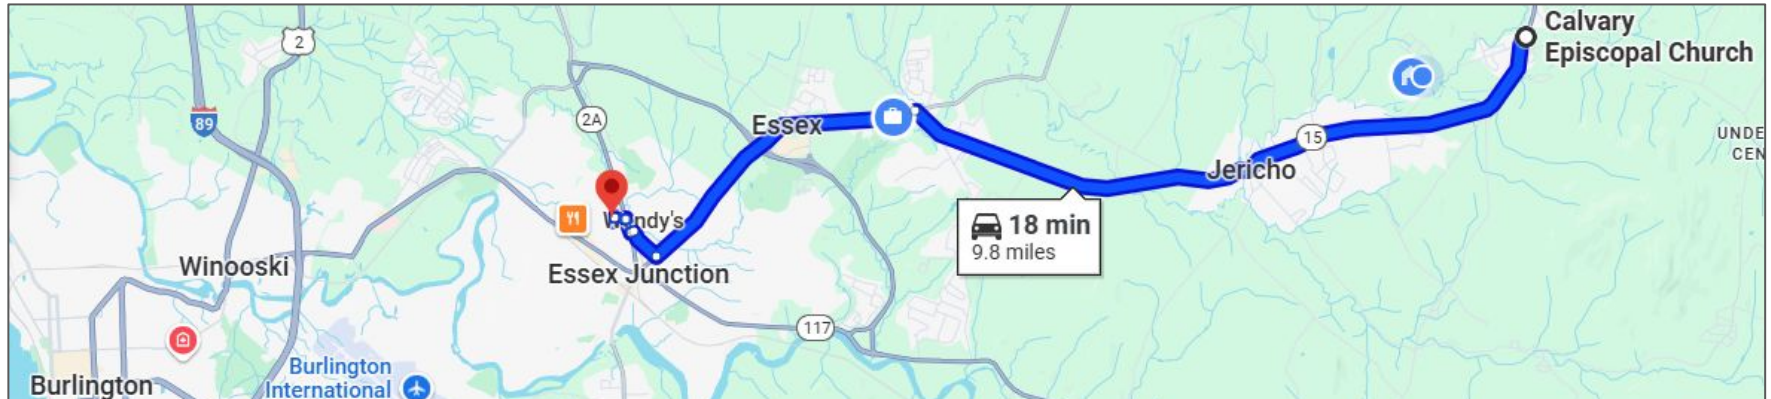 Calvary
Episcopal Church
2
89
2A
Essex
15
UNDE
CEN
Jericho
Wendy's
18 min
9.8 miles
Winooski
Essex Junction
117
Burlington
International
Burlington